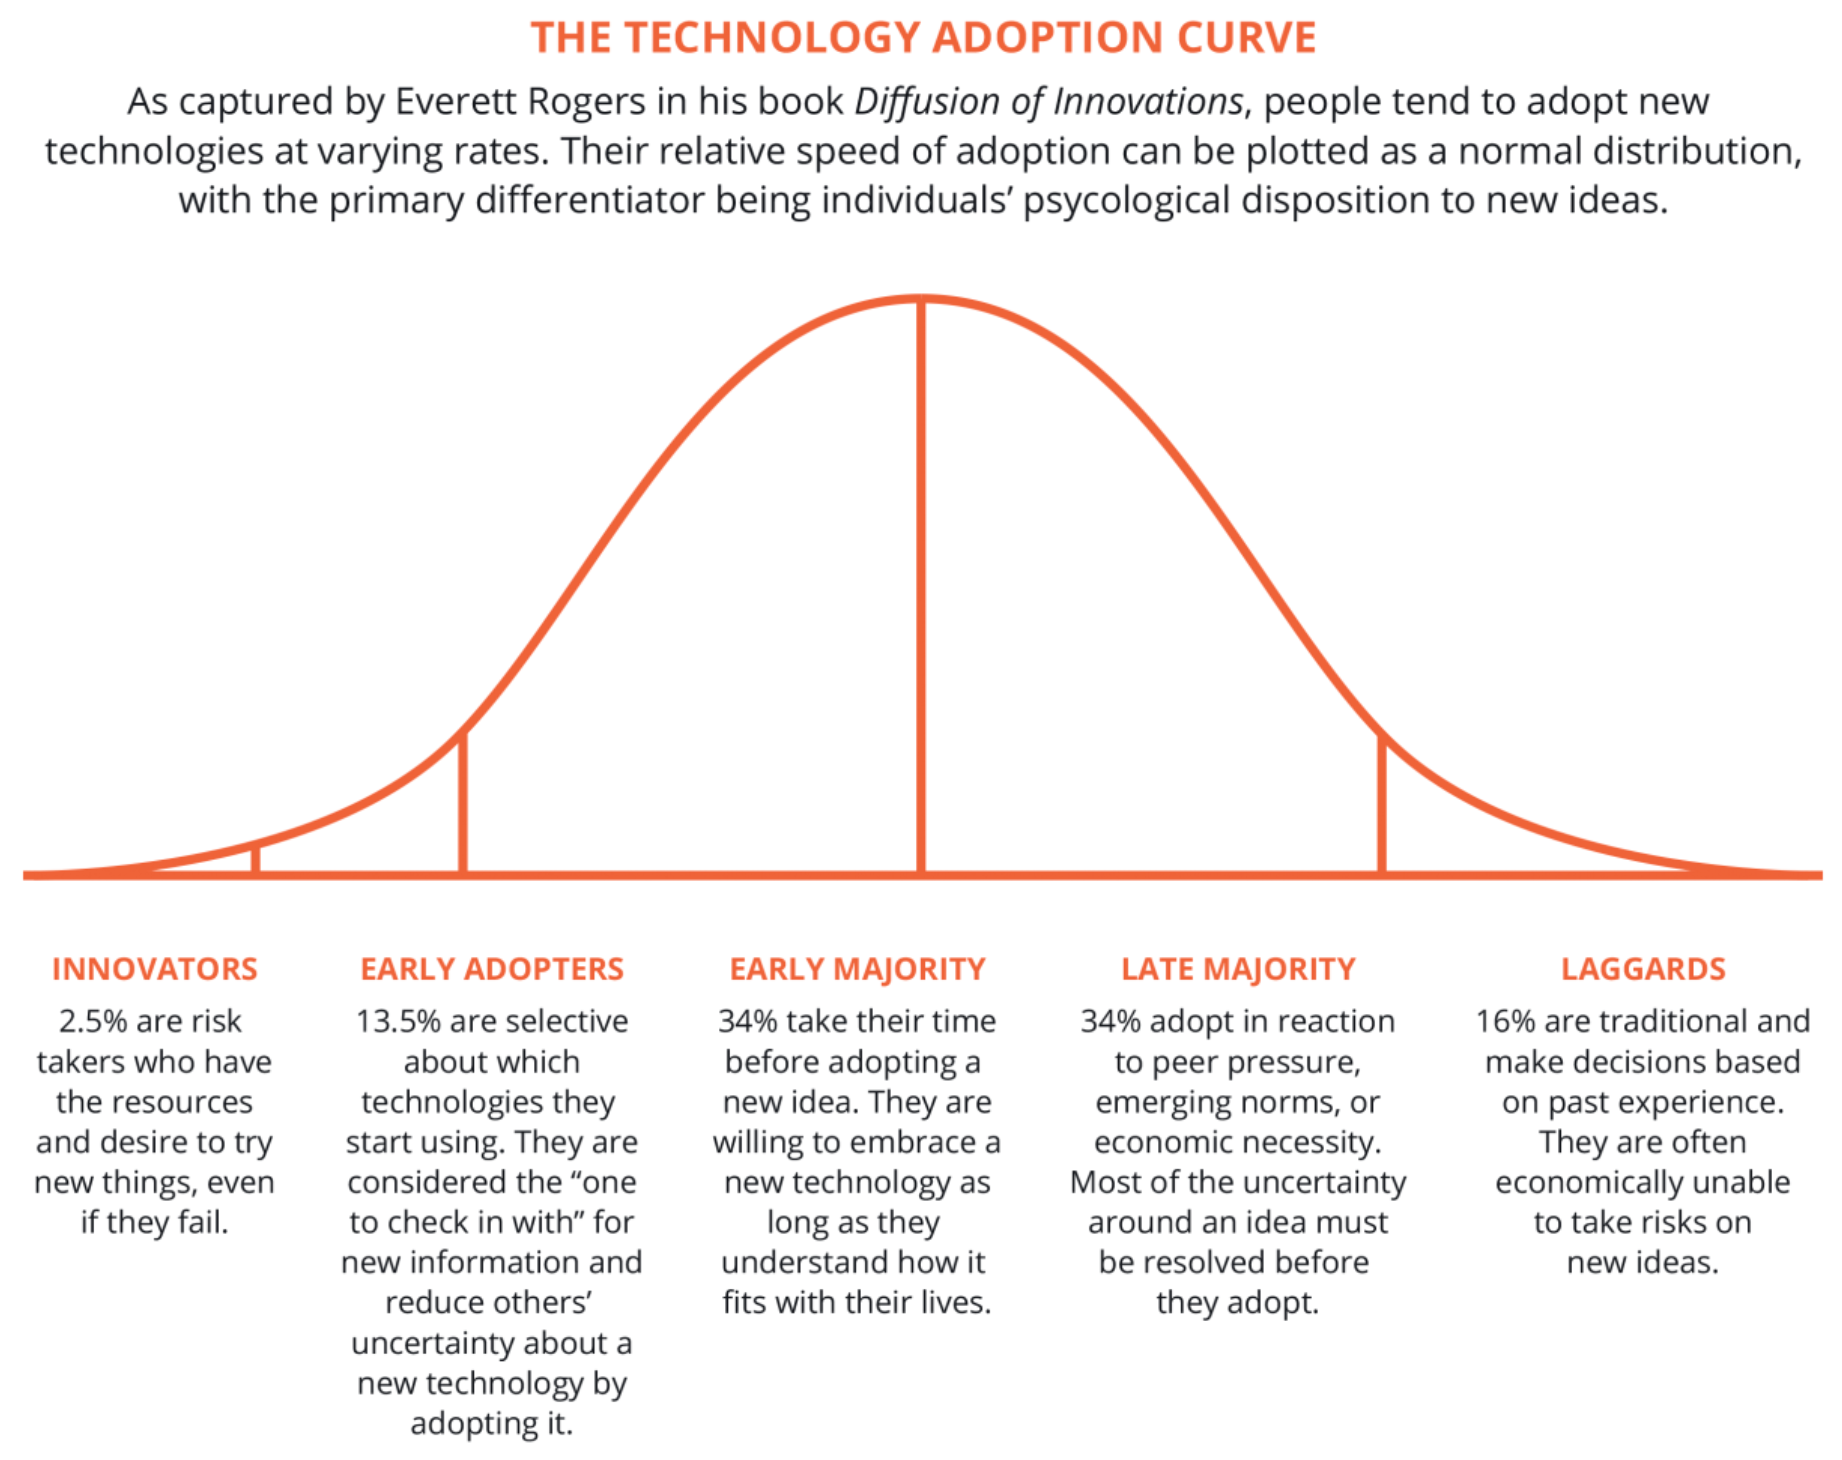 THE TECHNOLOGY ADOPTION CURVE
As captured by Everett Rogers in his book Diffusion of Innovations, people tend to adopt new
technologies at varying rates. Their relative speed of adoption can be plotted as a normal distribution,
with the primary differentiator being individuals’ psycological disposition to new ideas.
INNOVATORS
2.5% are risk
takers who have
the resources
and desire to try
new things, even
if they fail.
EARLY ADOPTERS
13.5% are selective
about which
technologies they
start using. They are
considered the “one
to check in with” for
new information and
reduce others’
uncertainty about a
new technology by
adopting it.
EARLY MAJORITY
34% take their time
before adopting a
new idea. They are
willing to embrace a
new technology as
long as they
understand how it
fits with their lives.
LATE MAJORITY
34% adopt in reaction
to peer pressure,
emerging norms, or
economic necessity.
Most of the uncertainty
around an idea must
be resolved before
they adopt.
LAGGARDS
16% are traditional and
make decisions based
on past experience.
They are often
economically unable
to take risks on
new ideas.